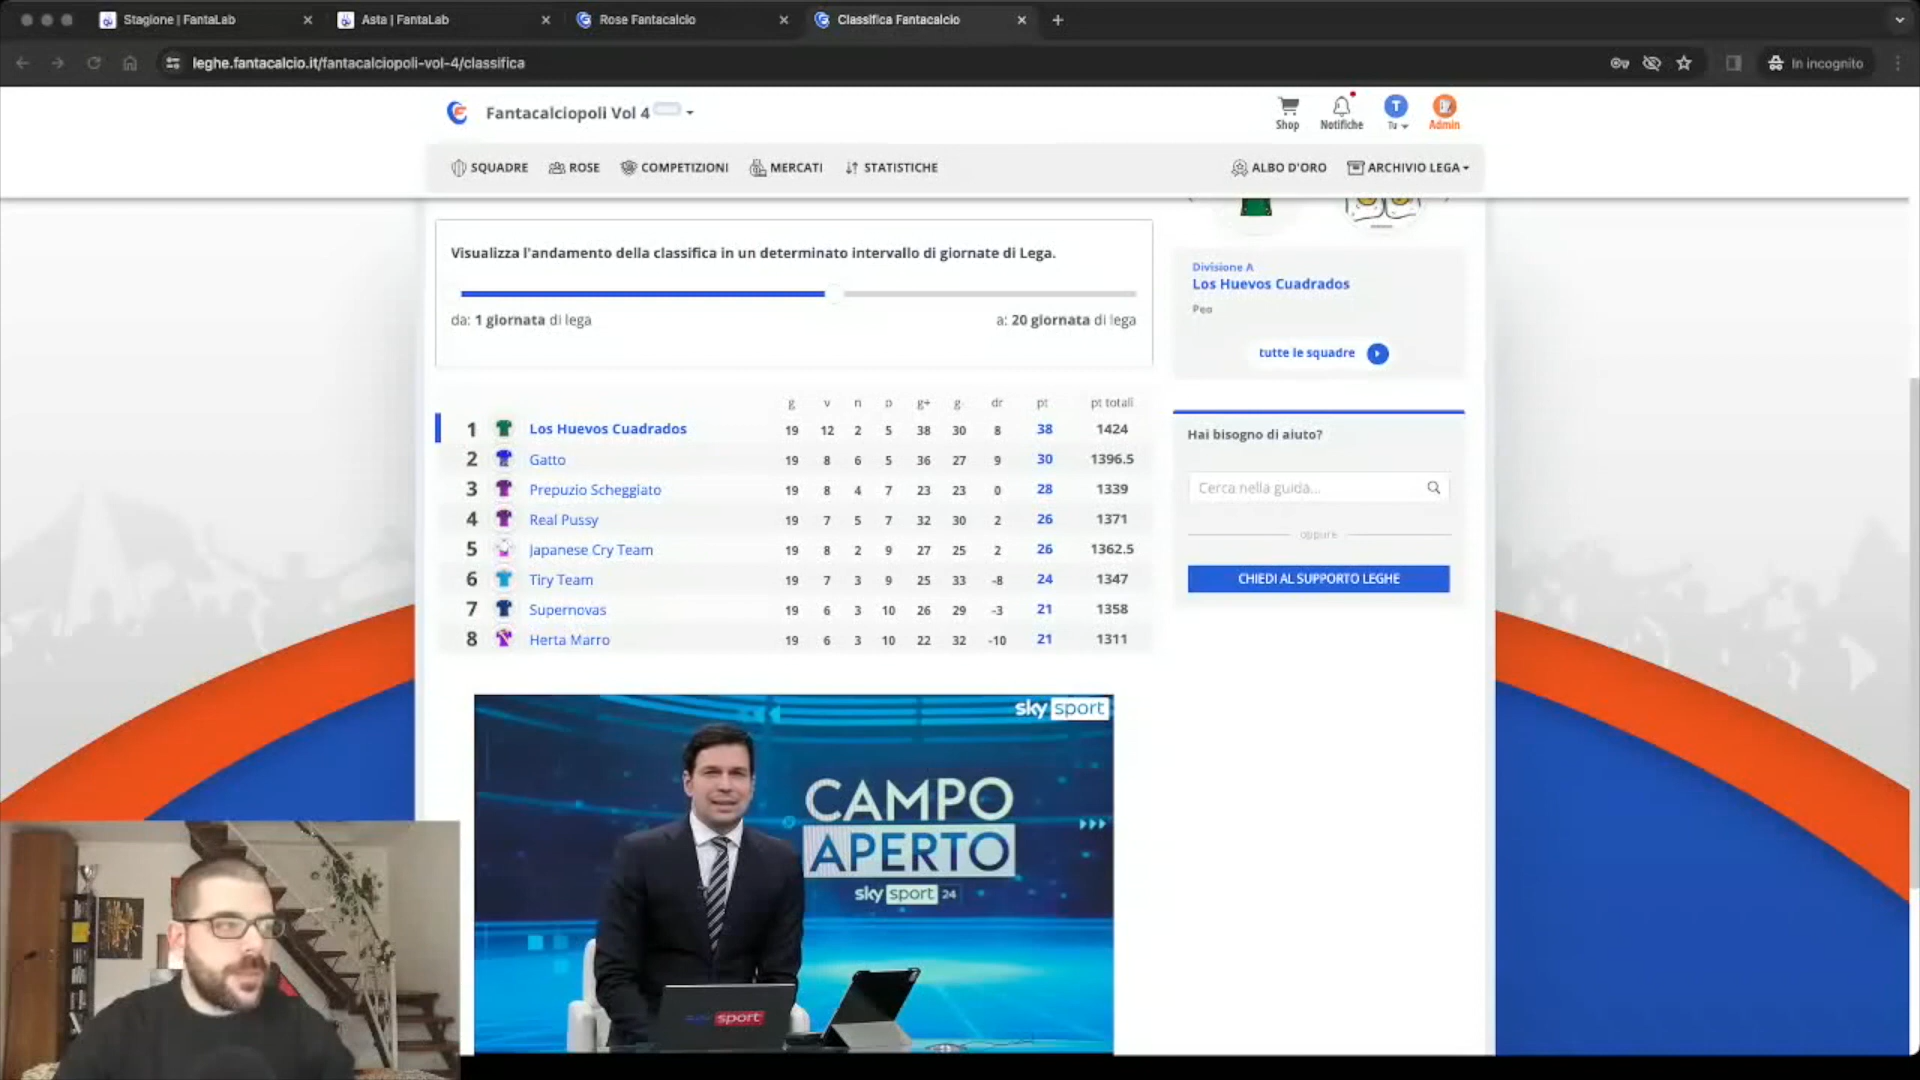 Stagione | FantaLab
Asta | FantaLab
Rose Fantacalcio
Classifica Fantacalcio
leghe.fantacalcio.it/fantacalciopoli-vol-4/classifica
In incognito
Fantacalciopoli Vol 4
Shop
Notifiche
T
Tu
Admin
SQUADRE
ROSE
COMPETIZIONI
MERCATI
STATISTICHE
ALBO D'ORO
ARCHIVIO LEGA
Visualizza l'andamento della classifica in un determinato intervallo di giornate di Lega.
da: 1 giornata di lega
a: 20 giornata di lega
g v n p g+ g- dr pt pt totali
1 Los Huevos Cuadrados 19 12 2 5 38 30 8 38 1424
2 Gatto 19 8 6 5 36 27 9 30 1396.5
3 Prepuzio Scheggiato 19 8 4 7 23 23 0 28 1339
4 Real Pussy 19 7 5 7 32 30 2 26 1371
5 Japanese Cry Team 19 8 2 9 27 25 2 26 1362.5
6 Tiry Team 19 7 3 9 25 33 -8 24 1347
7 Supernovas 19 6 3 10 26 29 -3 21 1358
8 Herta Marro 19 6 3 10 22 32 -10 21 1311
Divisione A
Los Huevos Cuadrados
Peo
tutte le squadre
Hai bisogno di aiuto?
Cerca nella guida...
oppure
CHIEDI AL SUPPORTO LEGHE
sky sport
CAMPO
APERTO
sky sport 24
sky sport